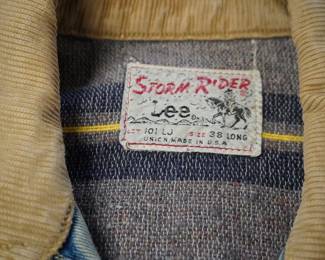 STORM RIDER
Lee
LOT 101 LJ SIZE 38 LONG
UNION MADE IN U.S.A.